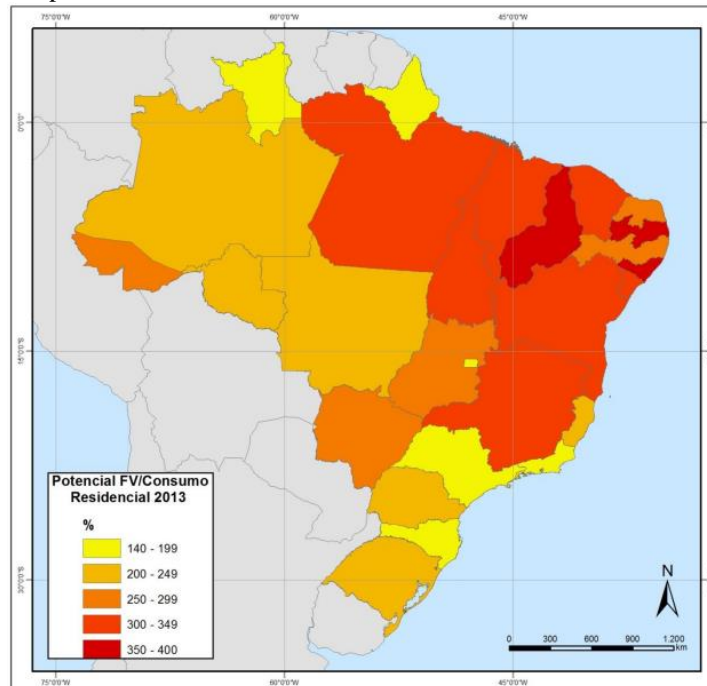 75°0'0"W 60°0'0"W 45°0'0"W
0°0'0"
15°0'0"S
30°0'0"S
Potencial FV/Consumo
Residencial 2013
%
140 - 199
200 - 249
250 - 299
300 - 349
350 - 400
N
0 300 600 900 1.200
km
75°0'0"W 60°0'0"W 45°0'0"W